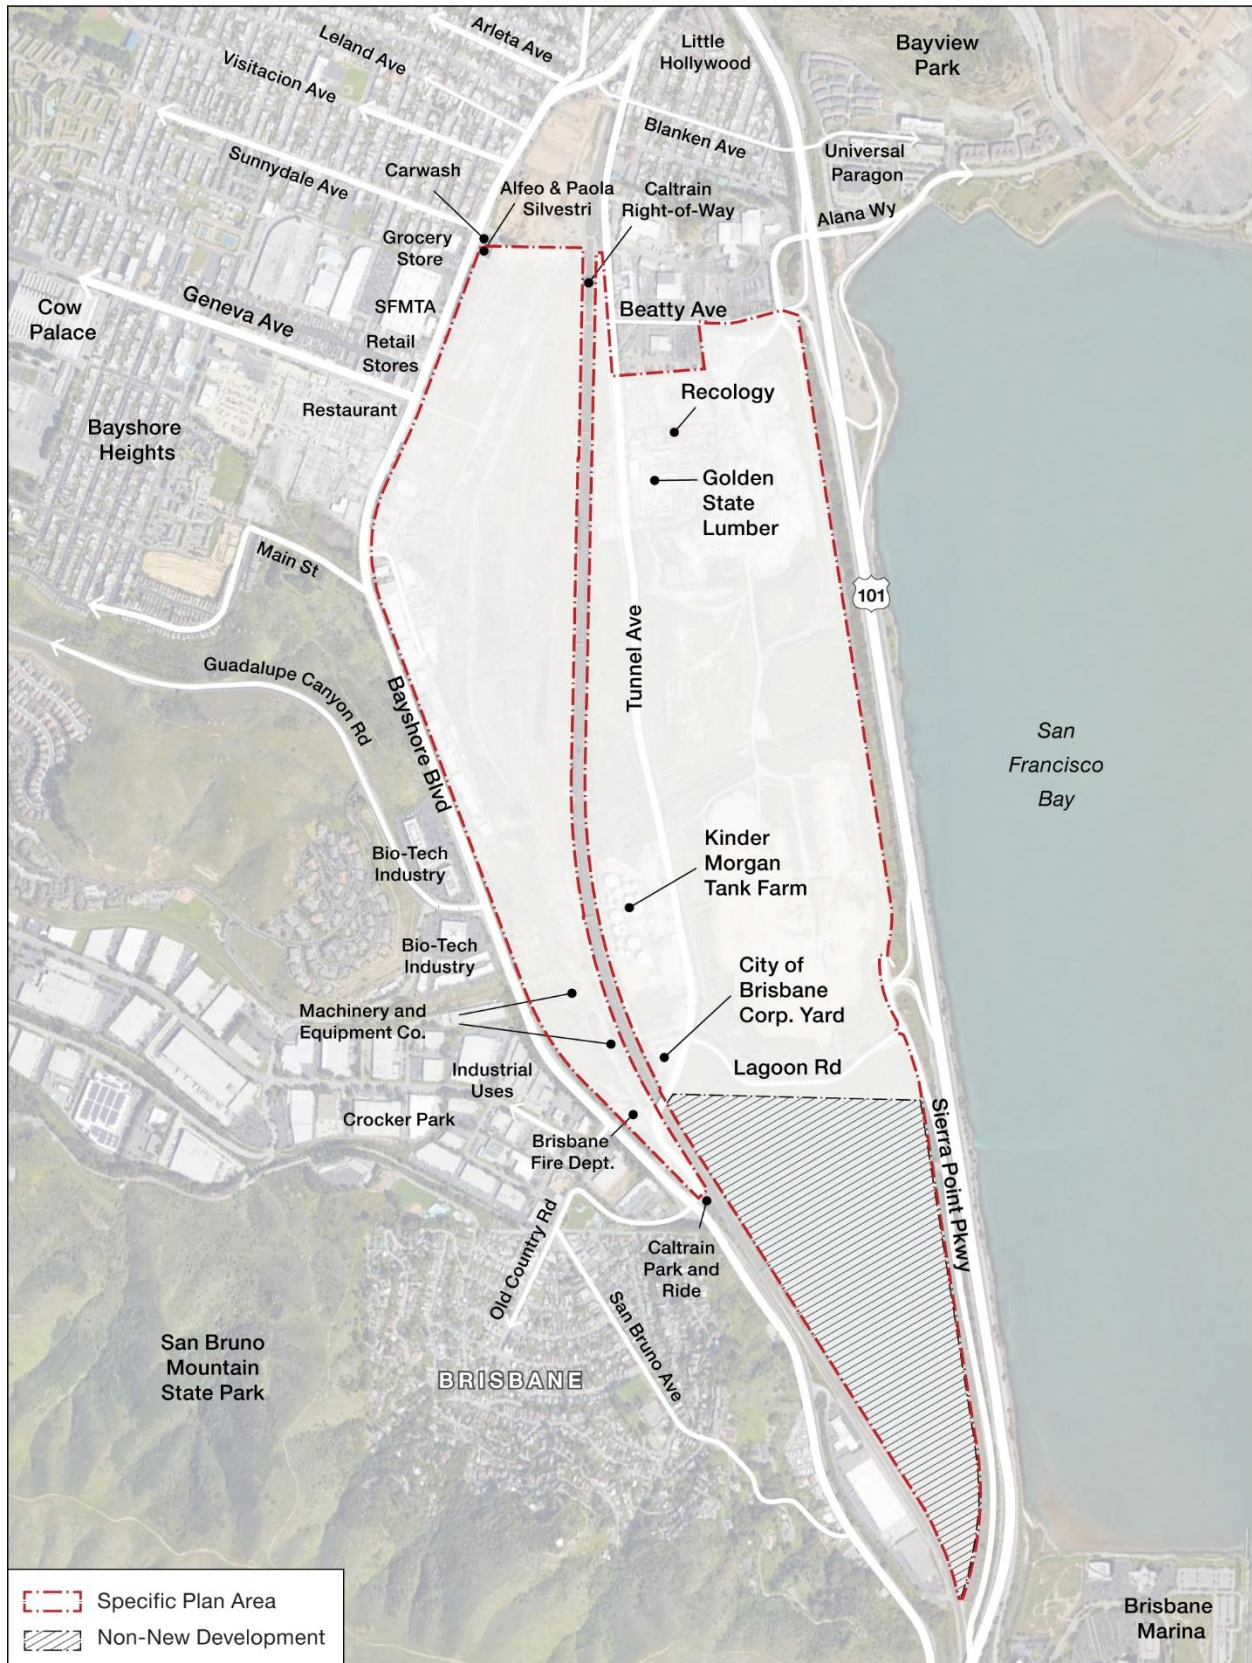 Arleta Ave
Leland Ave
Visitacion Ave
Sunnydale Ave
Little
Hollywood
Bayview
Park
Blanken Ave
Universal
Paragon
Alana Wy
Carwash
Alfeo & Paola
Silvestri
Caltrain
Right-of-Way
Grocery
Store
SFMTA
Geneva Ave
Cow
Palace
Retail
Stores
Beatty Ave
Restaurant
Recology
Bayshore
Heights
Golden
State
Lumber
Main St
101
Guadalupe Canyon Rd
Bayshore Blvd
Tunnel Ave
San
Francisco
Bay
Bio-Tech
Industry
Kinder
Morgan
Tank Farm
Bio-Tech
Industry
City of
Brisbane
Corp. Yard
Machinery and
Equipment Co.
Lagoon Rd
Industrial
Uses
Crocker Park
Brisbane
Fire Dept.
Sierra Point Pkwy
Old Country Rd
Caltrain
Park and
Ride
San Bruno Ave
San Bruno
Mountain
State Park
BRISBANE
Specific Plan Area
Non-New Development
Brisbane
Marina